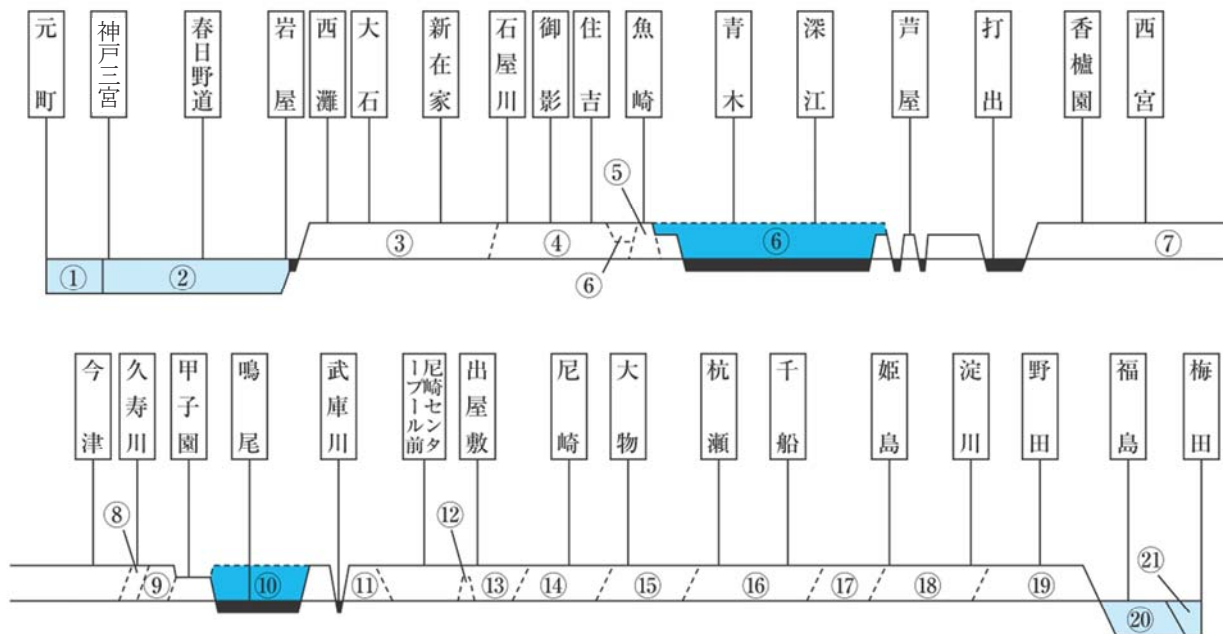 元町
神戸三宮
春日野道
岩屋
西灘
大石
新在家
石屋川
御影
住吉
魚崎
青木
深江
芦屋
打出
香櫨園
西宮
①
②
③
④
⑤
⑥
⑥
⑦
今津
久寿川
甲子園
鳴尾
武庫川
尼崎センタ
ープール前
出屋敷
尼崎
大物
杭瀬
千船
姫島
淀川
野田
福島
梅田
⑧
⑨
⑩
⑪
⑫
⑬
⑭
⑮
⑯
⑰
⑱
⑲
⑳
㉑